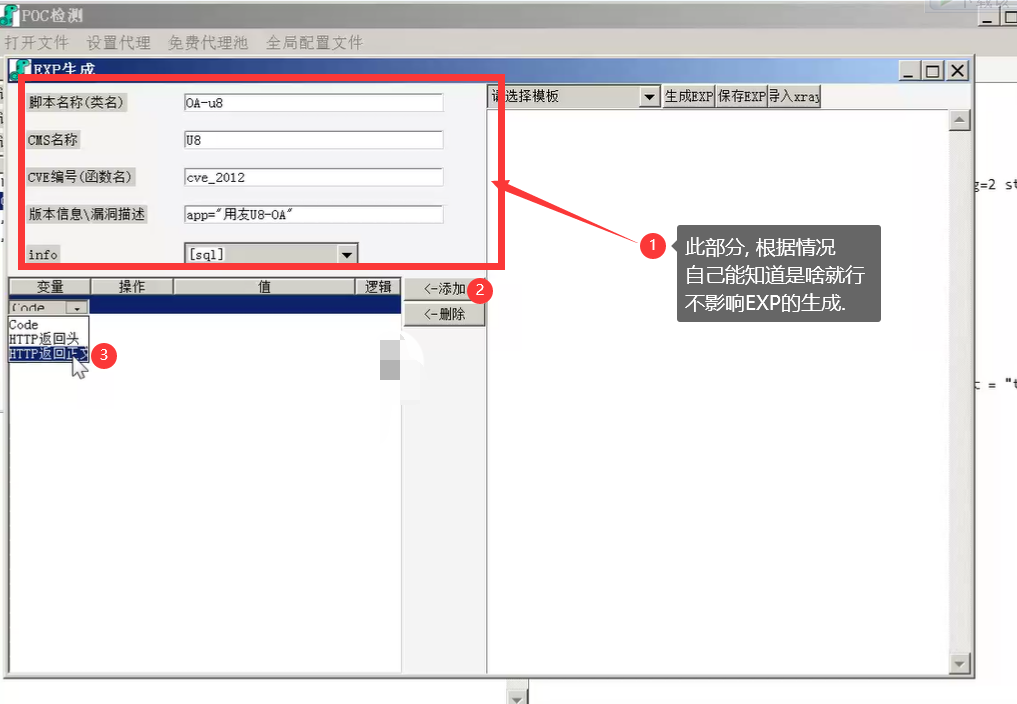 POC检测
打开文件 设置代理 免费代理池 全局配置文件
EXP生成
脚本名称(类名) OA-u8
CMS名称 U8
CVE编号(函数名) cve_2012
版本信息\漏洞描述 app="用友U8-OA"
info [sql]
请选择模板 生成EXP 保存EXP 导入xray
1
此部分, 根据情况
自己能知道是啥就行
不影响EXP的生成.
变量 操作 值 逻辑
<-添加 2
<-删除
Code
Code
HTTP返回头
HTTP返回正文
3